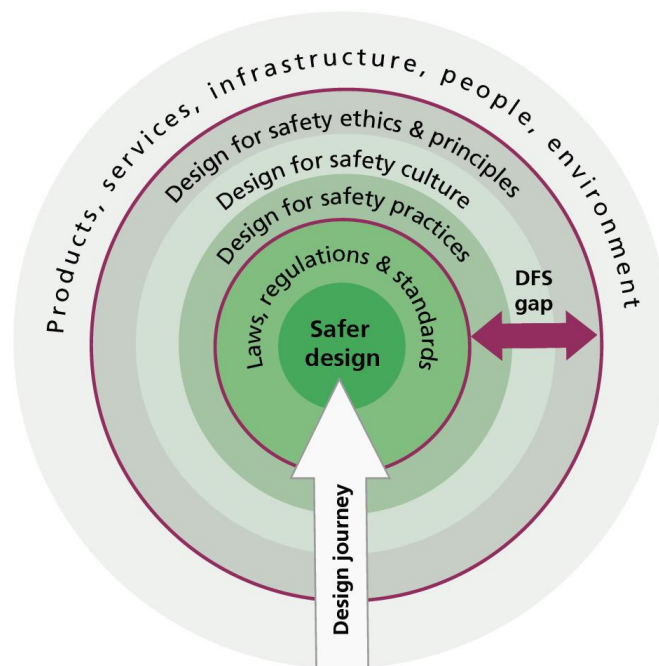 Products, services, infrastructure, people, environment
Design for safety ethics & principles
Design for safety culture
Design for safety practices
Laws, regulations & standards
Safer
design
DFS
gap
Design journey